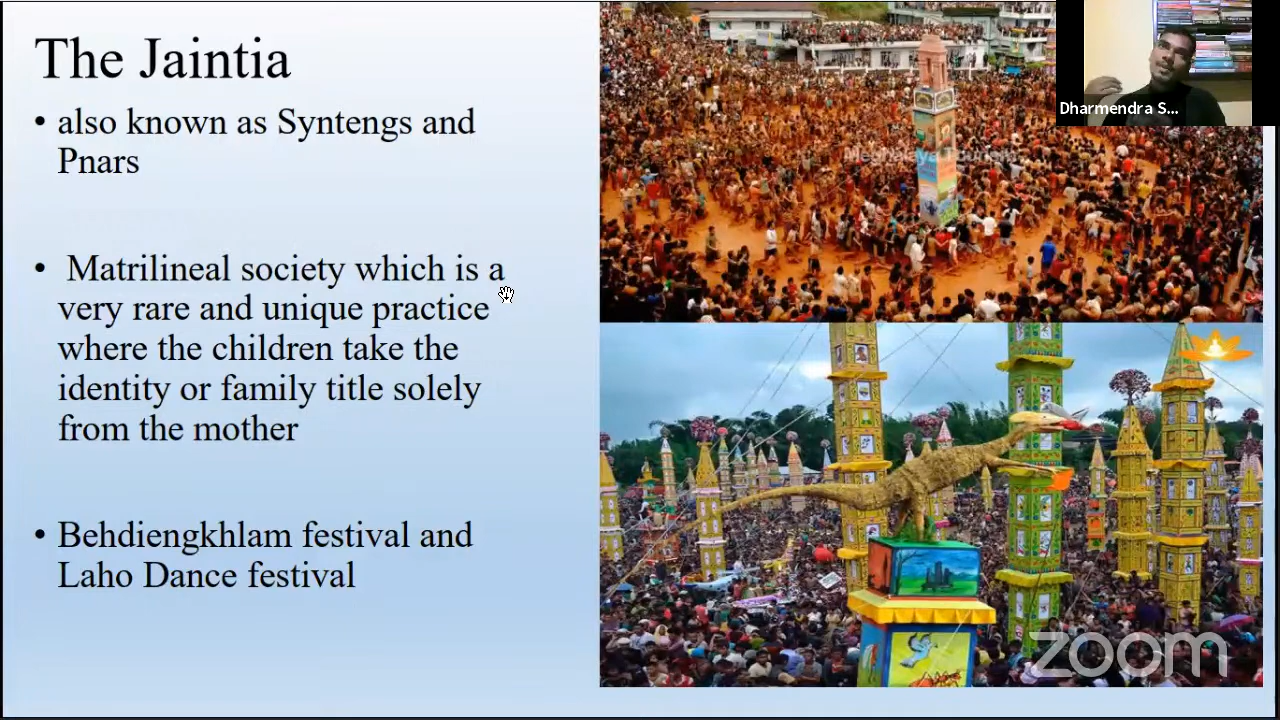 The Jaintia
• also known as Syntengs and
Pnars
• Matrilineal society which is a
very rare and unique practice
where the children take the
identity or family title solely
from the mother
• Behdiengkhlam festival and
Laho Dance festival
Meghalaya Tourism
Dharmendra S...
zoom